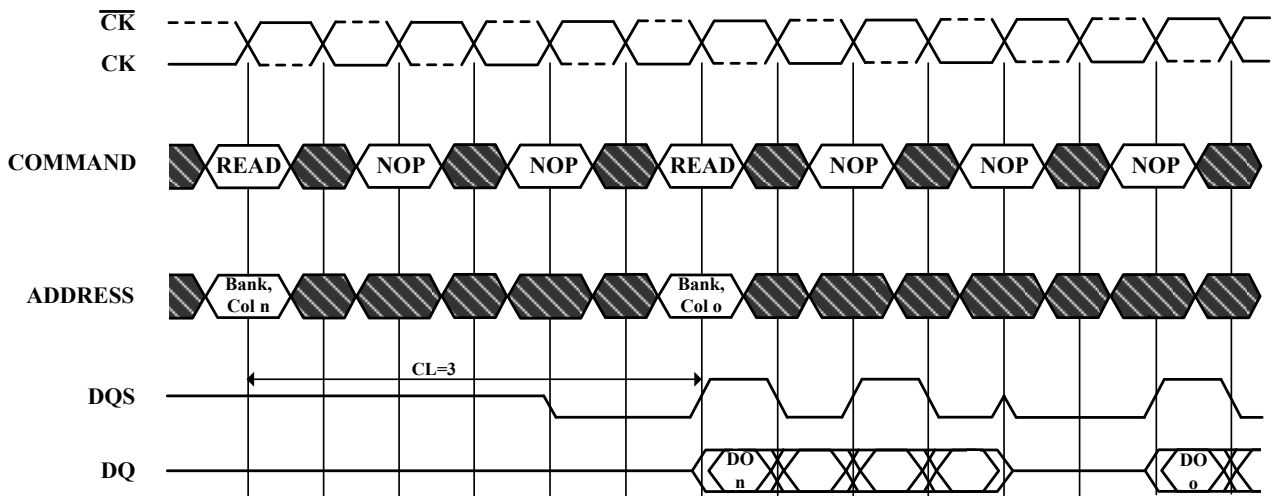 CK
CK
COMMAND READ NOP NOP READ NOP NOP NOP
ADDRESS Bank, Col n Bank, Col o
CL=3
DQS
DQ DO n DO o